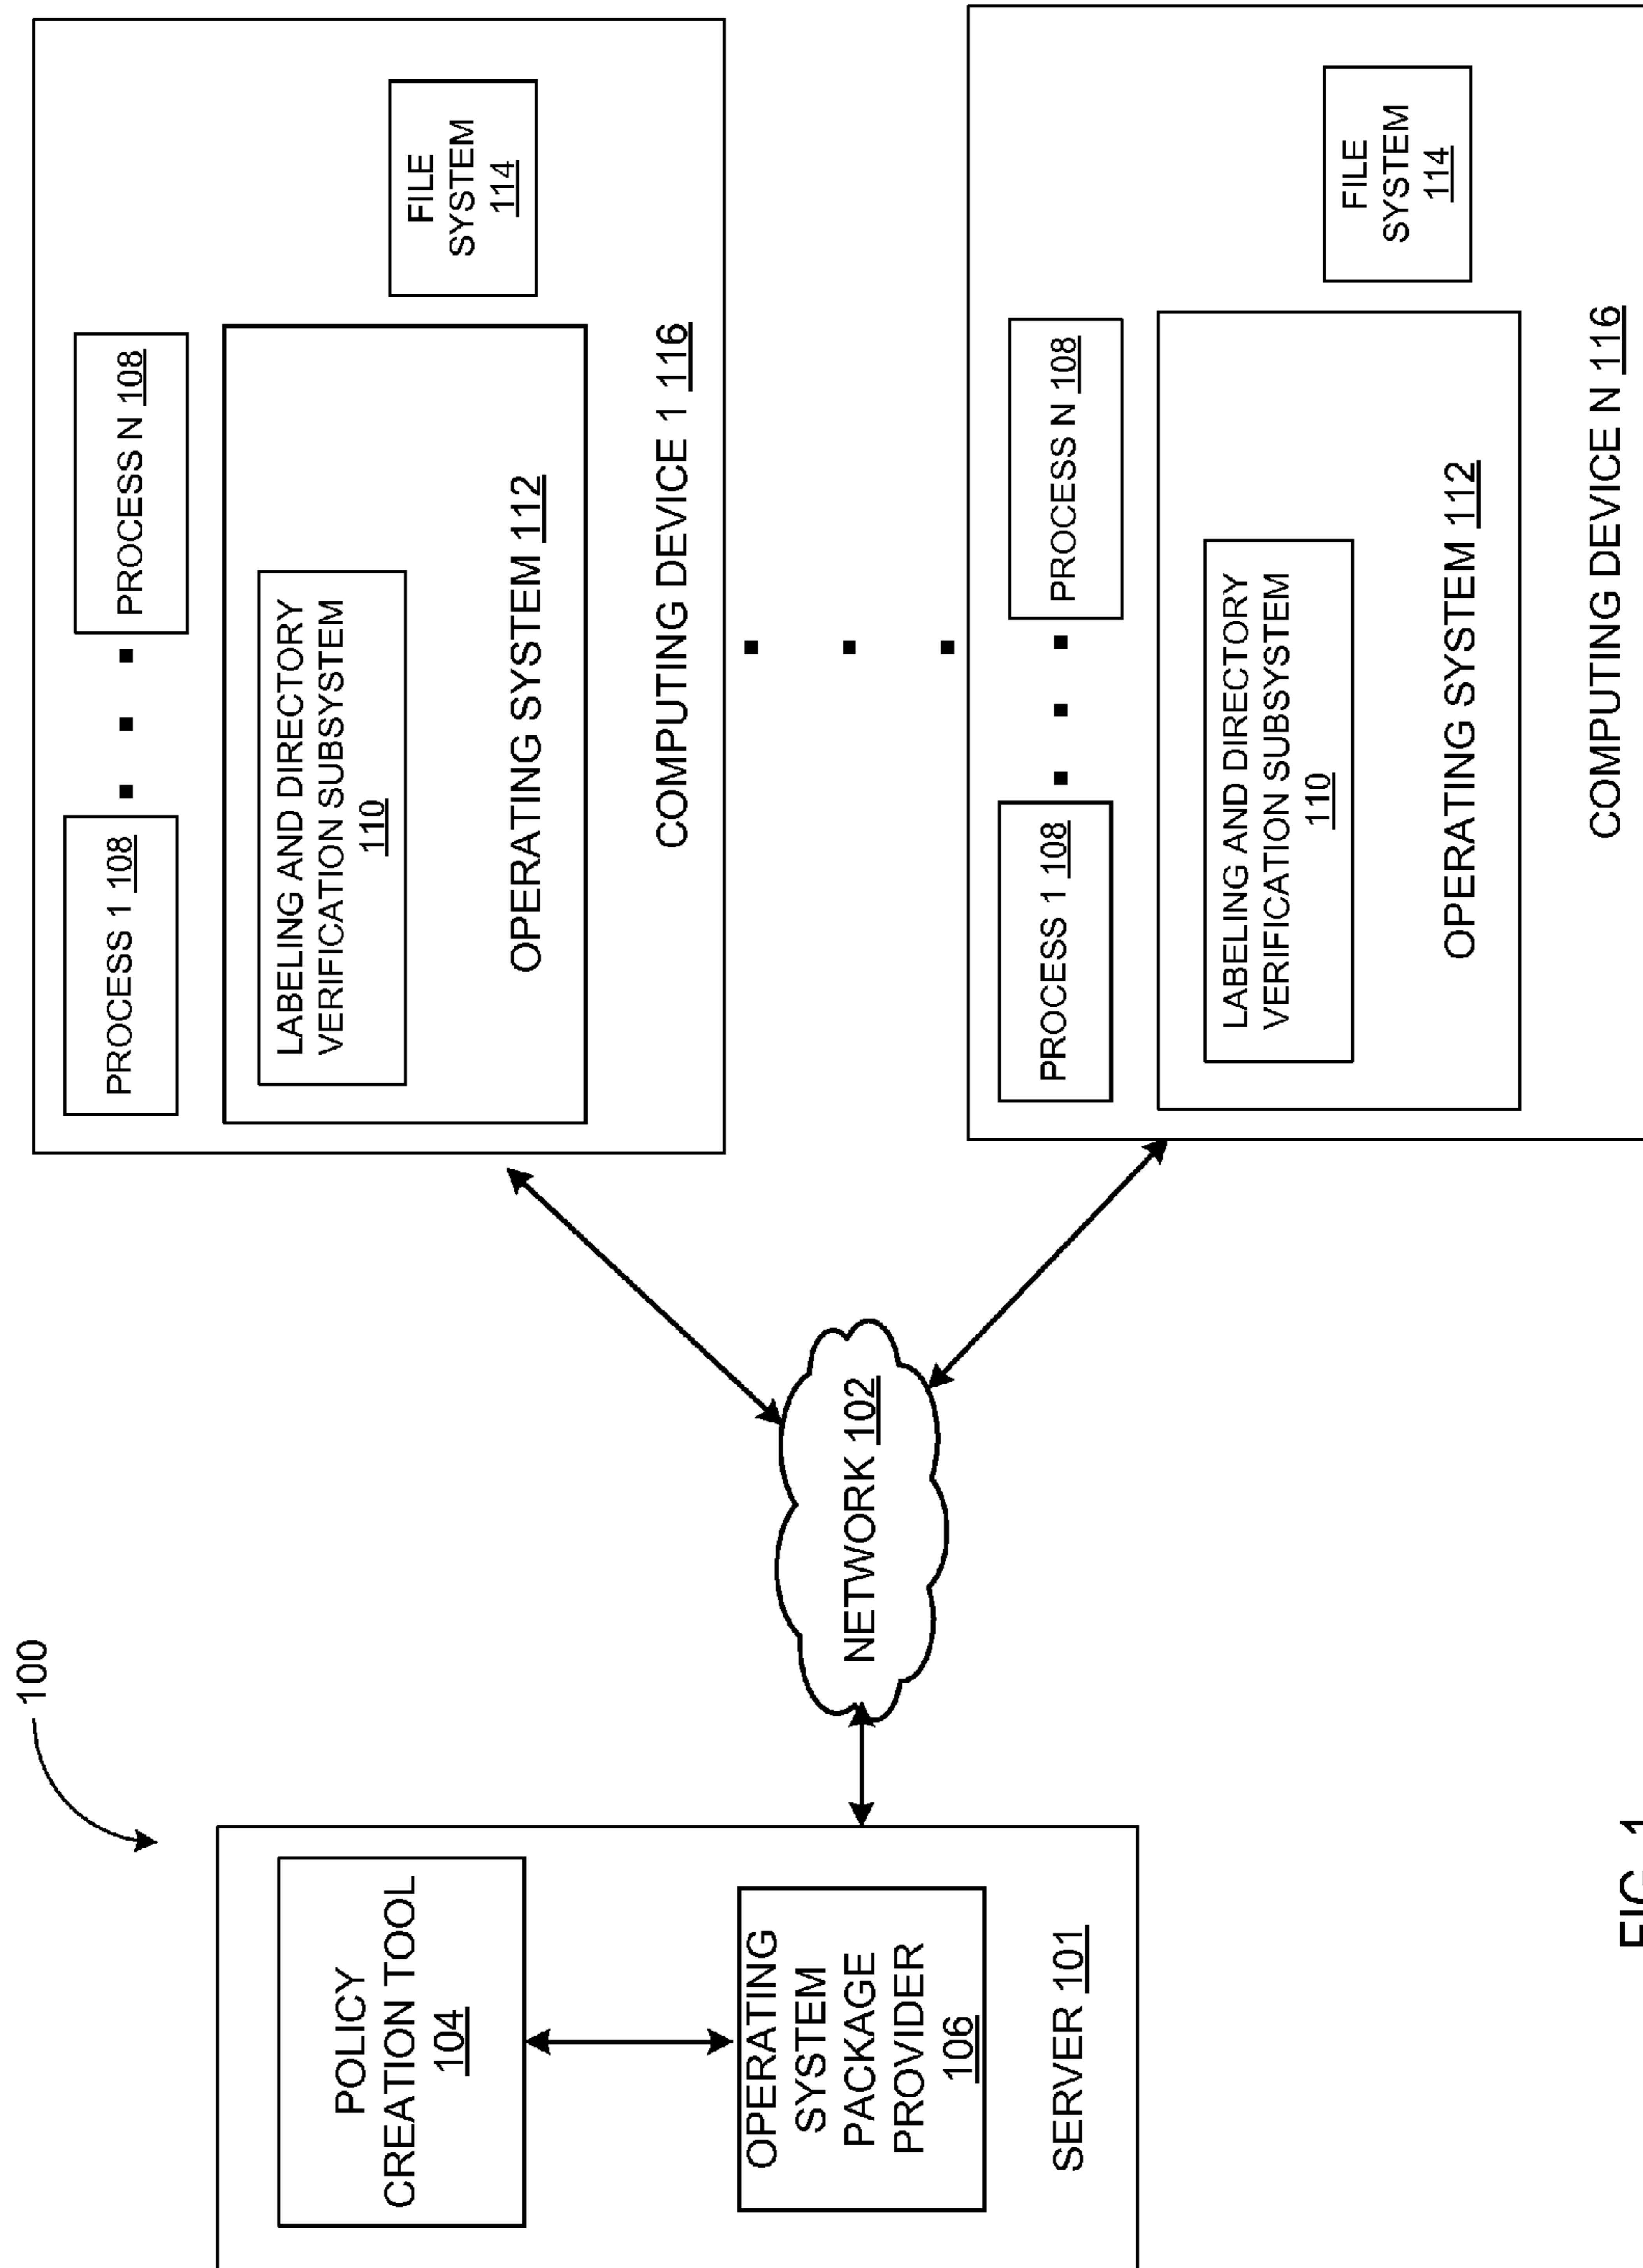 100
POLICY
CREATION TOOL
104
OPERATING
SYSTEM
PACKAGE
PROVIDER
106
SERVER 101
NETWORK 102
PROCESS 1 108
PROCESS N 108
LABELING AND DIRECTORY
VERIFICATION SUBSYSTEM
110
OPERATING SYSTEM 112
FILE
SYSTEM
114
COMPUTING DEVICE 1 116
PROCESS 1 108
PROCESS N 108
LABELING AND DIRECTORY
VERIFICATION SUBSYSTEM
110
OPERATING SYSTEM 112
FILE
SYSTEM
114
COMPUTING DEVICE N 116
FIG. 1